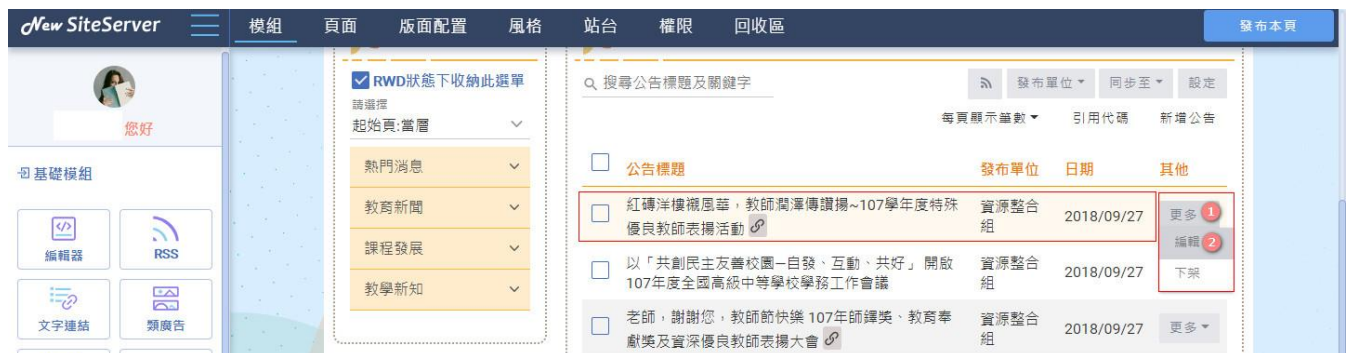 New SiteServer 模組 頁面 版面配置 風格 站台 權限 回收區 發布本頁
您好
基礎模組
編輯器 RSS
文字連結 類廣告
RWD狀態下收納此選單
請選擇
起始頁:當層
熱門消息
教育新聞
課程發展
教學新知
搜尋公告標題及關鍵字 發布單位 同步至 設定
每頁顯示筆數 引用代碼 新增公告
公告標題 發布單位 日期 其他
紅磚洋樓襯風華，教師潤澤傳讚揚~107學年度特殊
優良教師表揚活動
資源整合
組
2018/09/27
更多 1
編輯 2
下架
以「共創民主友善校園—自發、互動、共好」開啟
107年度全國高級中等學校學務工作會議
資源整合
組
2018/09/27
老師，謝謝您，教師節快樂 107年師鐸獎、教育奉
獻獎及資深優良教師表揚大會
資源整合
組
2018/09/27
更多